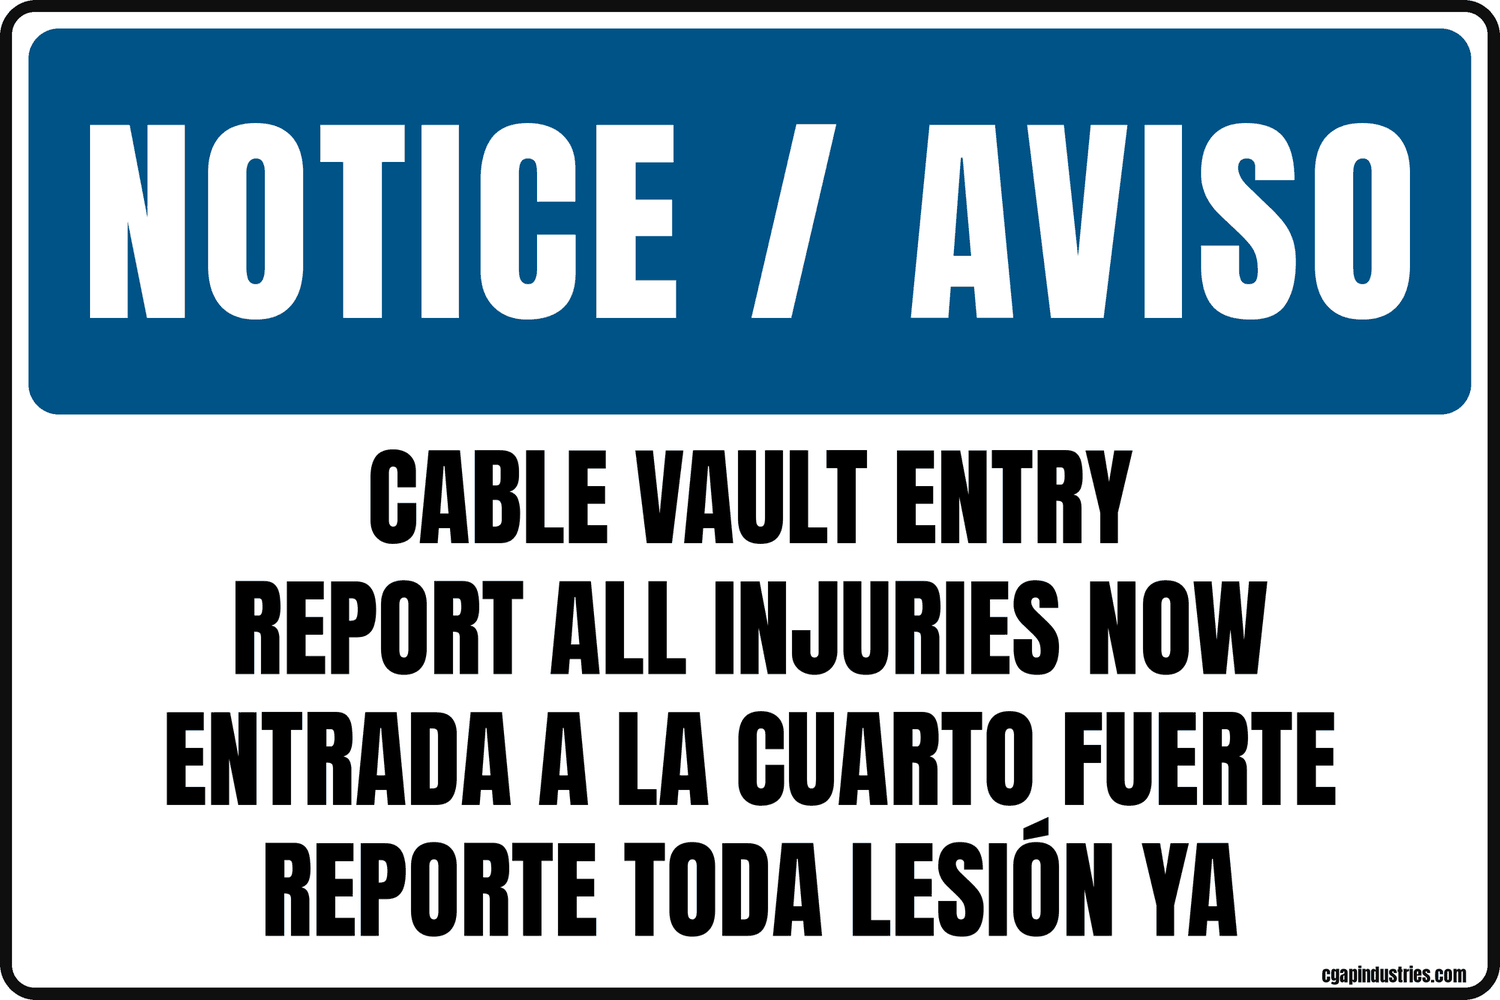 NOTICE / AVISO
CABLE VAULT ENTRY
REPORT ALL INJURIES NOW
ENTRADA A LA CUARTO FUERTE
REPORTE TODA LESIÓN YA
cgapindustries.com